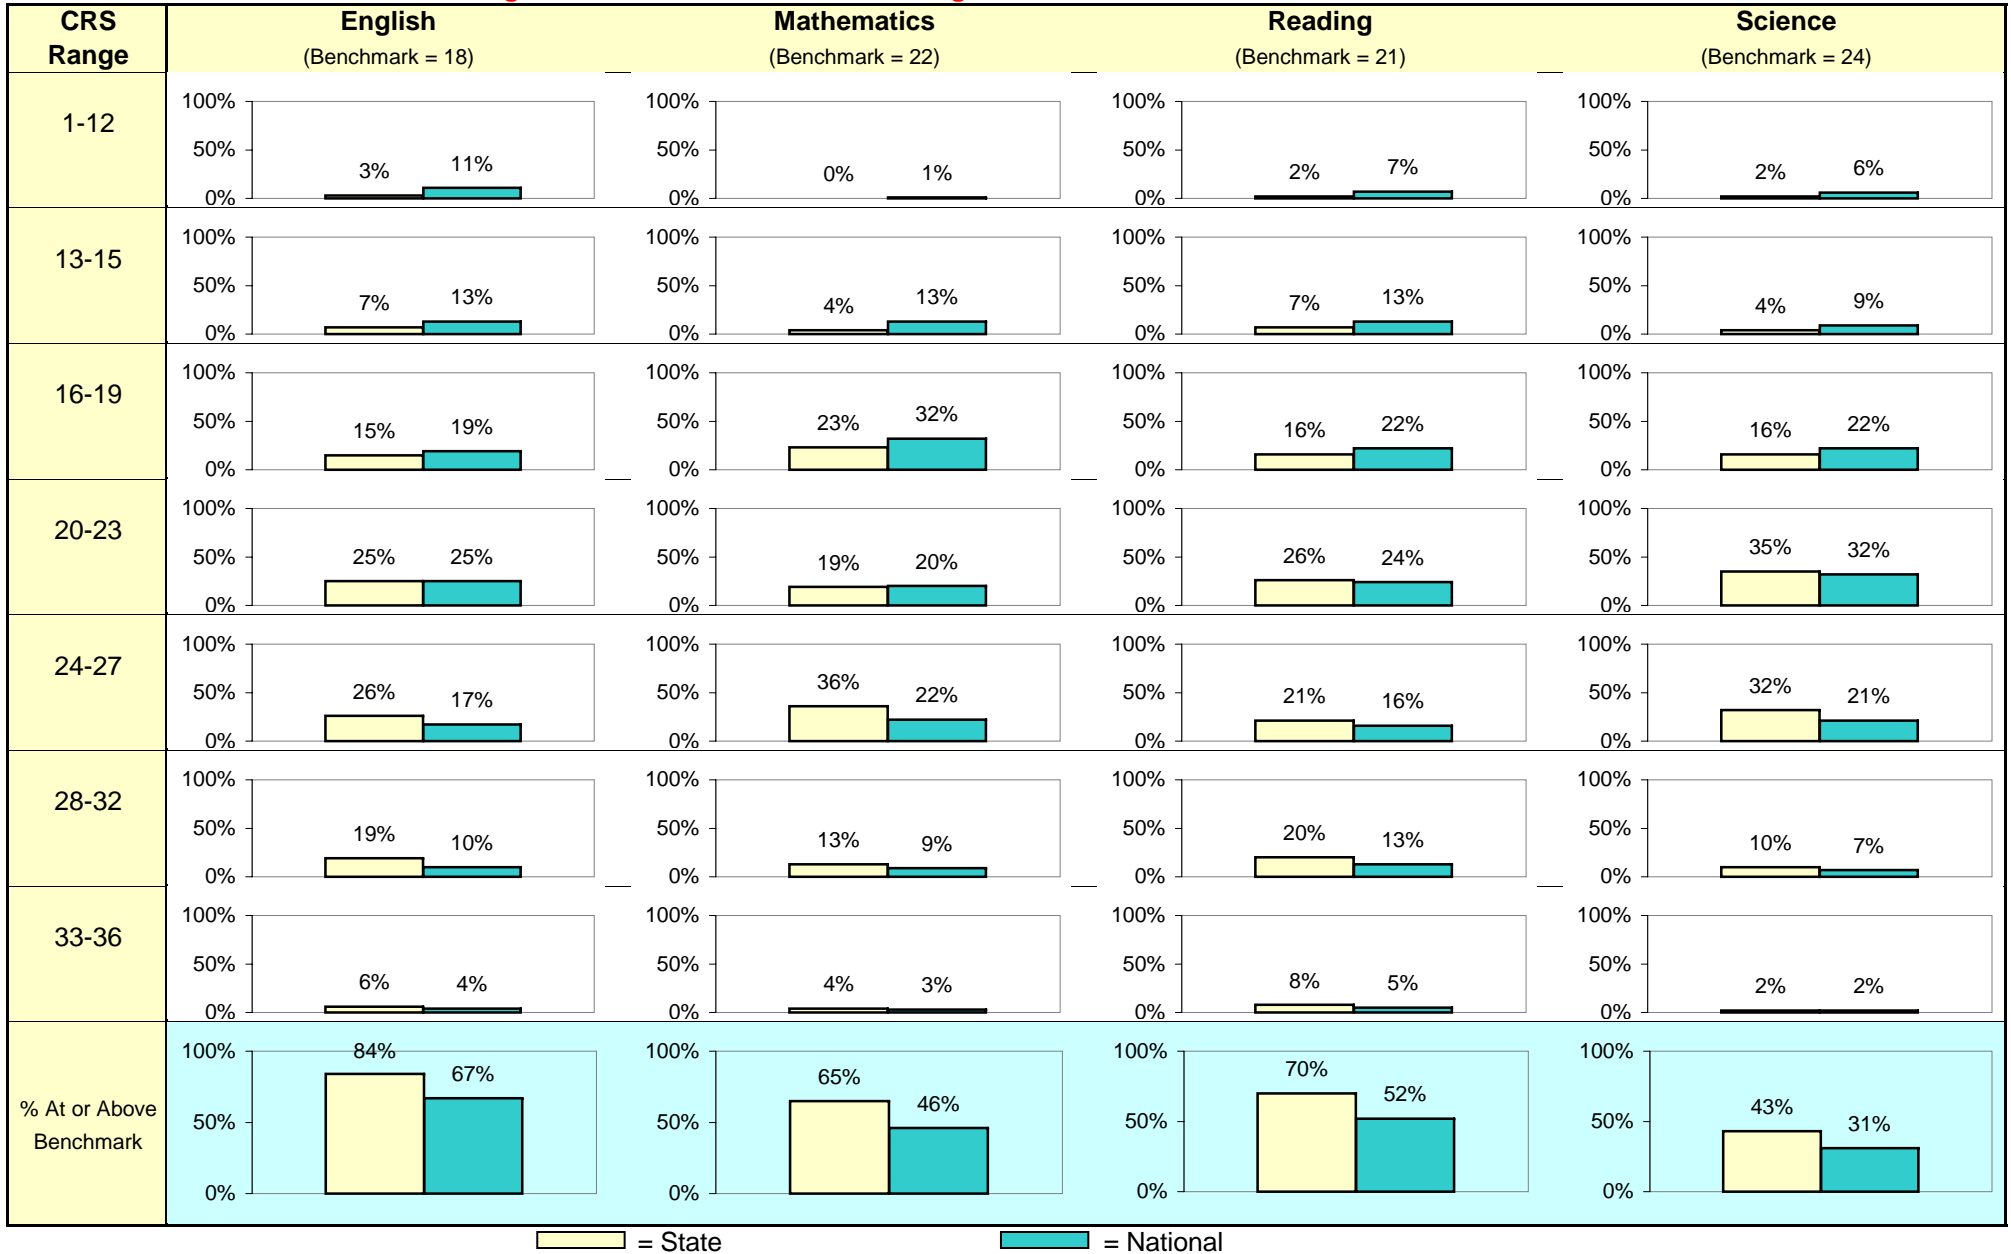 CRS Range
English
Mathematics
Reading
Science
(Benchmark = 18)
(Benchmark = 22)
(Benchmark = 21)
(Benchmark = 24)
1-12
100% 50% 0% 3% 11%
100% 50% 0% 0% 1%
100% 50% 0% 2% 7%
100% 50% 0% 2% 6%
13-15
100% 50% 0% 7% 13%
100% 50% 0% 4% 13%
100% 50% 0% 7% 13%
100% 50% 0% 4% 9%
16-19
100% 50% 0% 15% 19%
100% 50% 0% 23% 32%
100% 50% 0% 16% 22%
100% 50% 0% 16% 22%
20-23
100% 50% 0% 25% 25%
100% 50% 0% 19% 20%
100% 50% 0% 26% 24%
100% 50% 0% 35% 32%
24-27
100% 50% 0% 26% 17%
100% 50% 0% 36% 22%
100% 50% 0% 21% 16%
100% 50% 0% 32% 21%
28-32
100% 50% 0% 19% 10%
100% 50% 0% 13% 9%
100% 50% 0% 20% 13%
100% 50% 0% 10% 7%
33-36
100% 50% 0% 6% 4%
100% 50% 0% 4% 3%
100% 50% 0% 8% 5%
100% 50% 0% 2% 2%
% At or Above
Benchmark
100% 50% 0% 84% 67%
100% 50% 0% 65% 46%
100% 50% 0% 70% 52%
100% 50% 0% 43% 31%
= State
= National